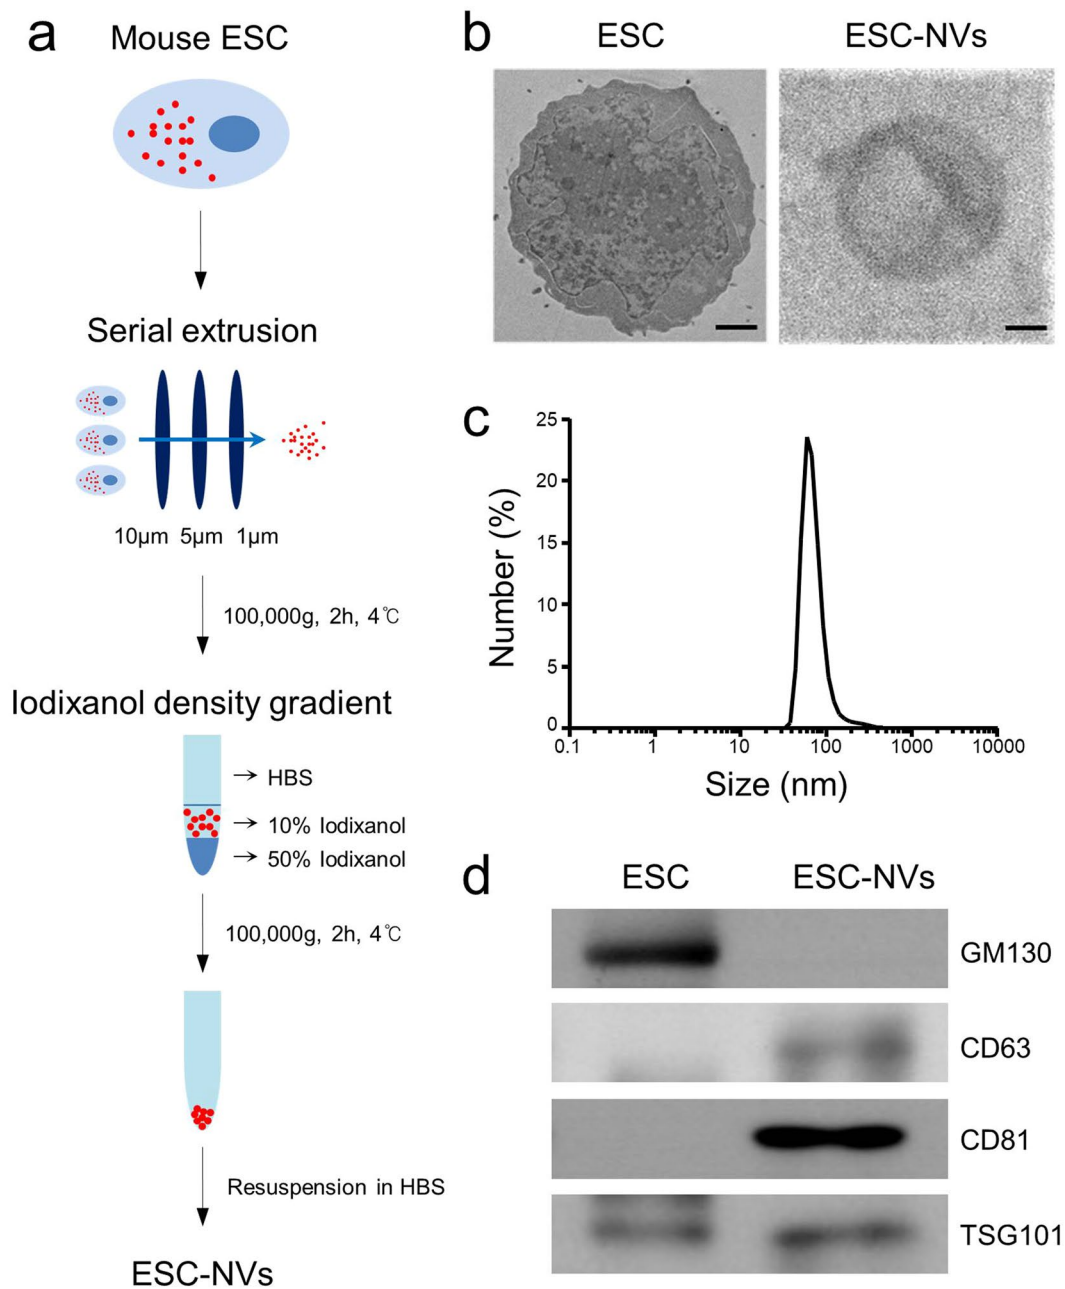 a
Mouse ESC
Serial extrusion
10μm 5μm 1μm
100,000g, 2h, 4℃
Iodixanol density gradient
HBS
10% Iodixanol
50% Iodixanol
100,000g, 2h, 4℃
Resuspension in HBS
ESC-NVs
b
ESC ESC-NVs
c
25
20
15
10
5
0
Number (%)
0.1 1 10 100 1000 10000
Size (nm)
d
ESC ESC-NVs
GM130
CD63
CD81
TSG101